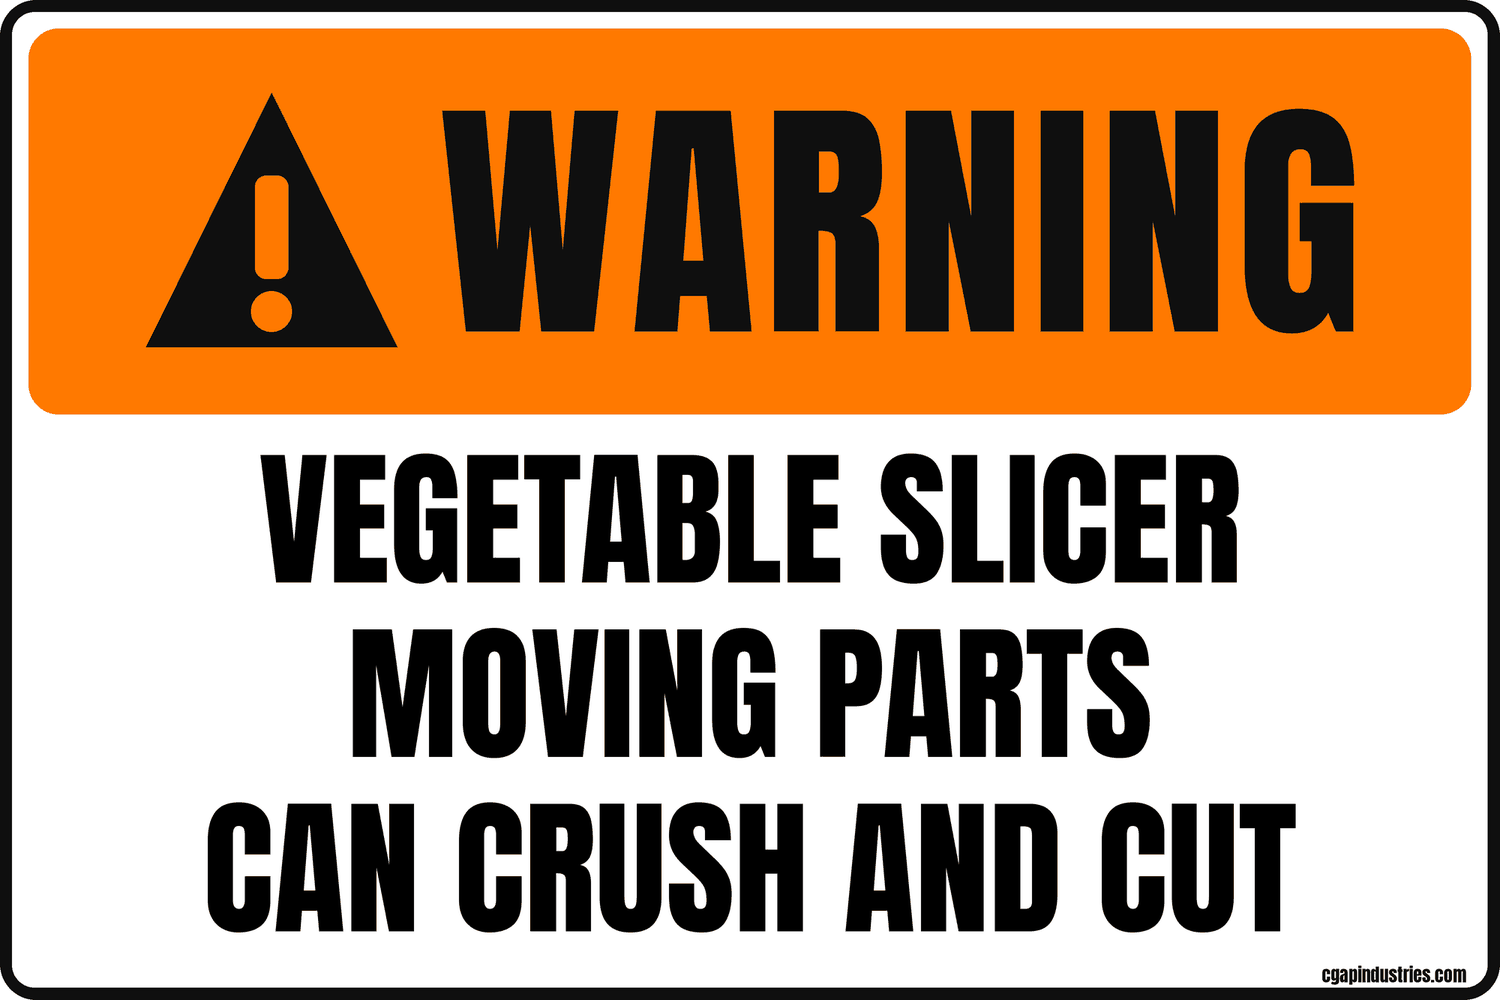 WARNING
VEGETABLE SLICER
MOVING PARTS
CAN CRUSH AND CUT
cgapindustries.com